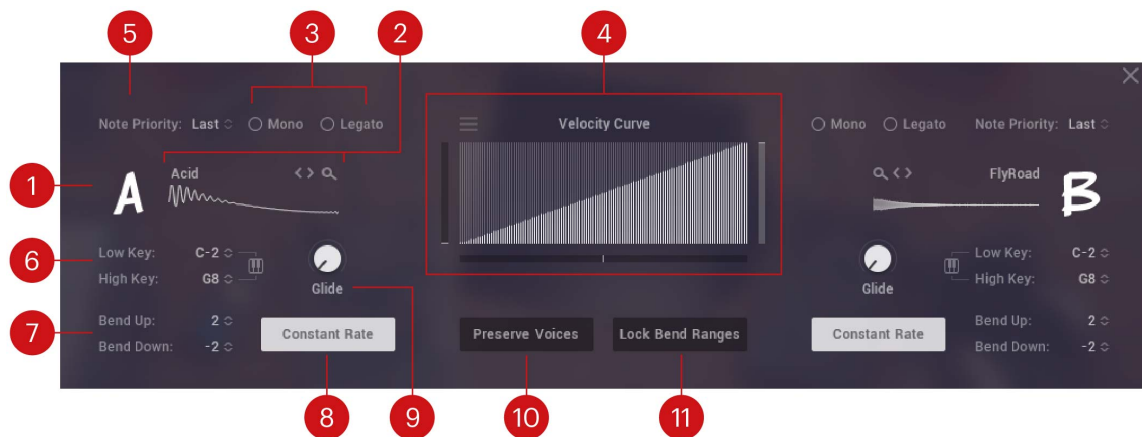 5 3 2 4
Note Priority: Last Mono Legato Velocity Curve Mono Legato Note Priority: Last
1 A Acid FlyRoad B
6 Low Key: C-2 Low Key: C-2
High Key: G8 Glide Glide High Key: G8
7 Bend Up: 2 Bend Up: 2
Bend Down: -2 Constant Rate Preserve Voices Lock Bend Ranges Constant Rate Bend Down: -2
8 9 10 11